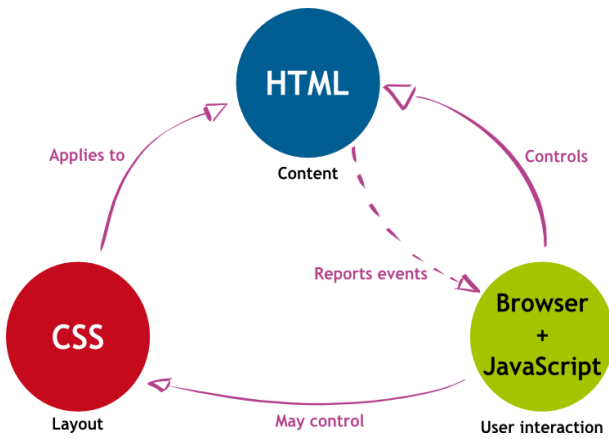 HTML
Applies to
Controls
Content
Reports events
Browser
+
JavaScript
CSS
May control
Layout
User interaction